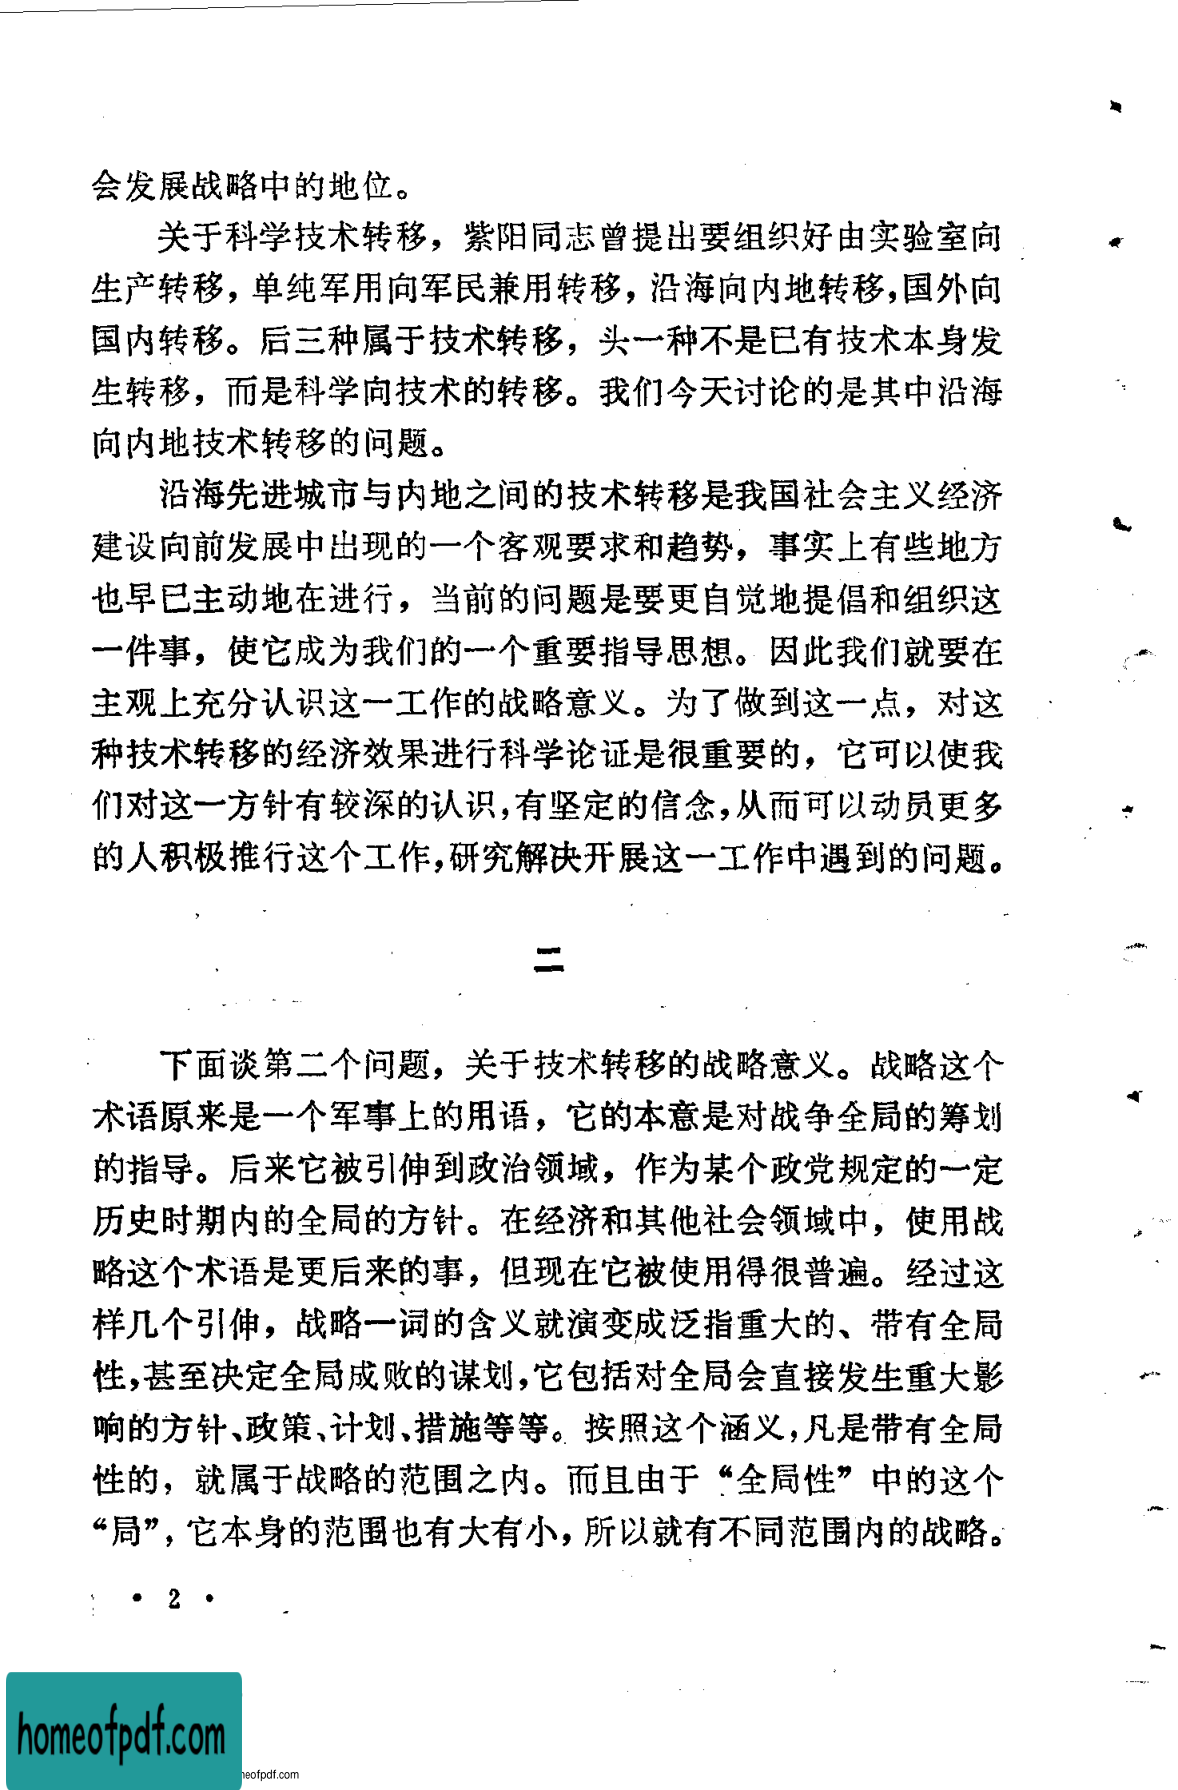 会发展战略中的地位。
关于科学技术转移，紫阳同志曾提出要组织好由实验室向
生产转移，单纯军用向军民兼用转移，沿海向内地转移，国外向
国内转移。后三种属于技术转移，头一种不是已有技术本身发
生转移，而是科学向技术的转移。我们今天讨论的是其中沿海
向内地技术转移的问题。
沿海先进城市与内地之间的技术转移是我国社会主义经济
建设向前发展中出现的一个客观要求和趋势，事实上有些地方
也早已主动地在进行，当前的问题是要更自觉地提倡和组织这
一件事，使它成为我们的一个重要指导思想。因此我们就要在
主观上充分认识这一工作的战略意义。为了做到这一点，对这
种技术转移的经济效果进行科学论证是很重要的，它可以使我
们对这一方针有较深的认识，有坚定的信念，从而可以动员更多
的人积极推行这个工作，研究解决开展这一工作中遇到的问题。
二
下面谈第二个问题，关于技术转移的战略意义。战略这个
术语原来是一个军事上的用语，它的本意是对战争全局的筹划
的指导。后来它被引伸到政治领域，作为某个政党规定的一定
历史时期内的全局的方针。在经济和其他社会领域中，使用战
略这个术语是更后来的事，但现在它被使用得很普遍。经过这
样几个引伸，战略一词的含义就演变成泛指重大的、带有全局
性，甚至决定全局成败的谋划，它包括对全局会直接发生重大影
响的方针、政策、计划、措施等等。按照这个涵义，凡是带有全局
性的，就属于战略的范围之内。而且由于“全局性”中的这个
“局”，它本身的范围也有大有小，所以就有不同范围内的战略。
• 2 •
homeofpdf.com
neofpdf.com